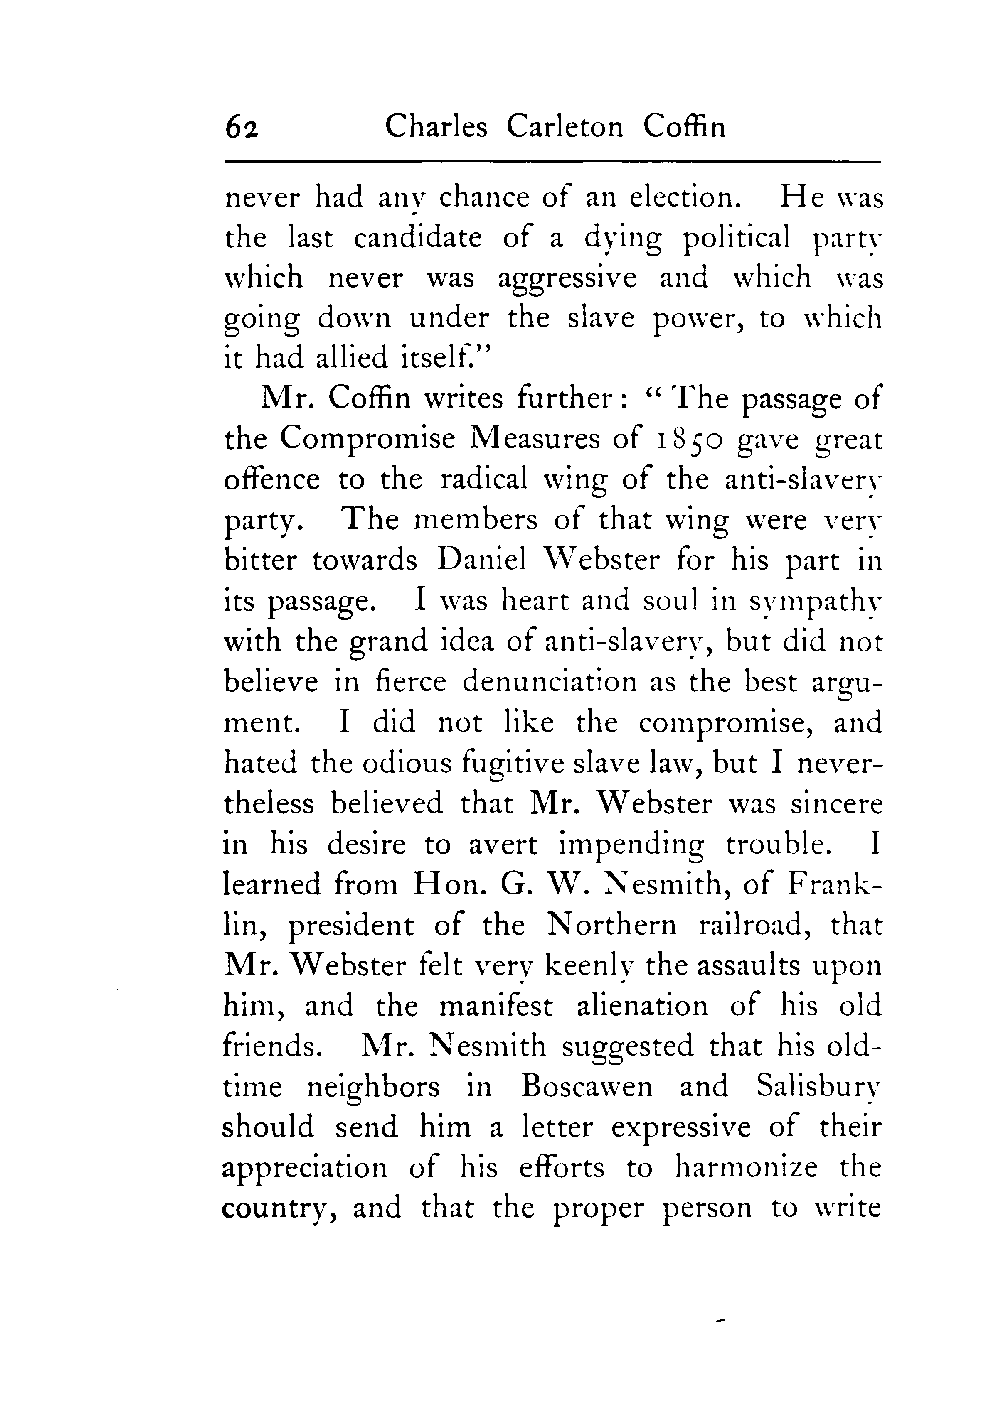 62 Charles Carleton Coffin
never had any chance of an election. He was
the last candidate of a dying political party
which never was aggressive and which was
going down under the slave power, to which
it had allied itself."
Mr. Coffin writes further: "The passage of
the Compromise Measures of 1850 gave great
offence to the radical wing of the anti-slavery
party. The members of that wing were very
bitter towards Daniel Webster for his part in
its passage. I was heart and soul in sympathy
with the grand idea of anti-slavery, but did not
believe in fierce denunciation as the best argu-
ment. I did not like the compromise, and
hated the odious fugitive slave law, but I never-
theless believed that Mr. Webster was sincere
in his desire to avert impending trouble. I
learned from Hon. G. W. Nesmith, of Frank-
lin, president of the Northern railroad, that
Mr. Webster felt very keenly the assaults upon
him, and the manifest alienation of his old
friends. Mr. Nesmith suggested that his old-
time neighbors in Boscawen and Salisbury
should send him a letter expressive of their
appreciation of his efforts to harmonize the
country, and that the proper person to write